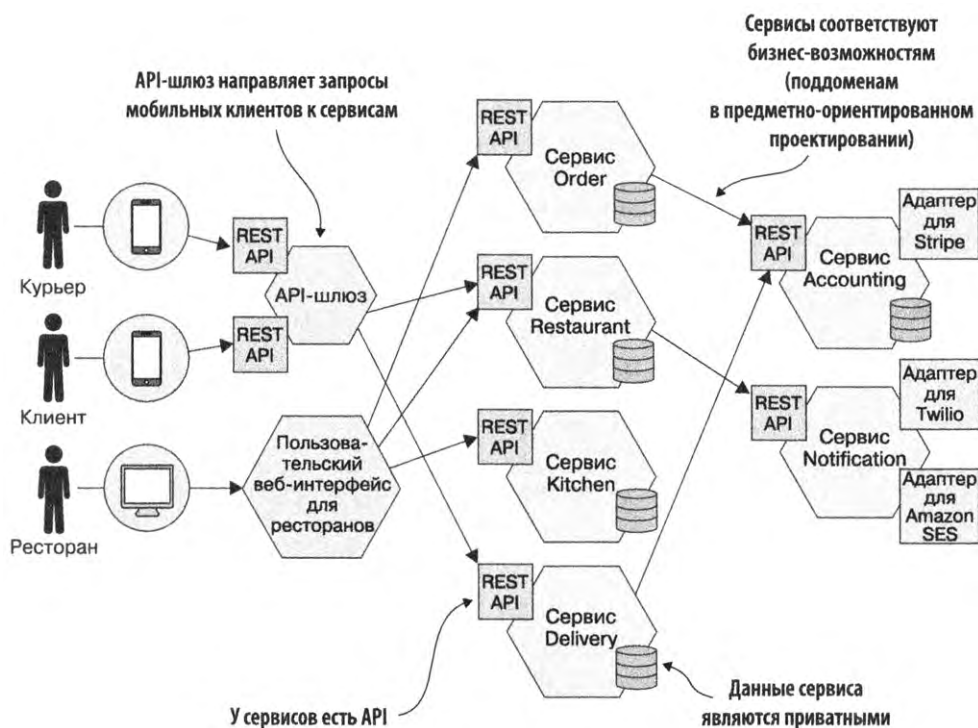 Сервисы соответствуют
бизнес-возможностям
(поддоменам
в предметно-ориентированном
проектировании)
API-шлюз направляет запросы
мобильных клиентов к сервисам
REST
API
Сервис
Order
Адаптер
для
Stripe
REST
API
Сервис
Accounting
Курьер
REST
API
API-шлюз
REST
API
Клиент
REST
API
Сервис
Restaurant
Адаптер
для
Twilio
REST
API
Сервис
Notification
Адаптер
для
Amazon
SES
Ресторан
Пользова-
тельский
веб-интерфейс
для
ресторанов
REST
API
Сервис
Kitchen
REST
API
Сервис
Delivery
У сервисов есть API
Данные сервиса
являются приватными